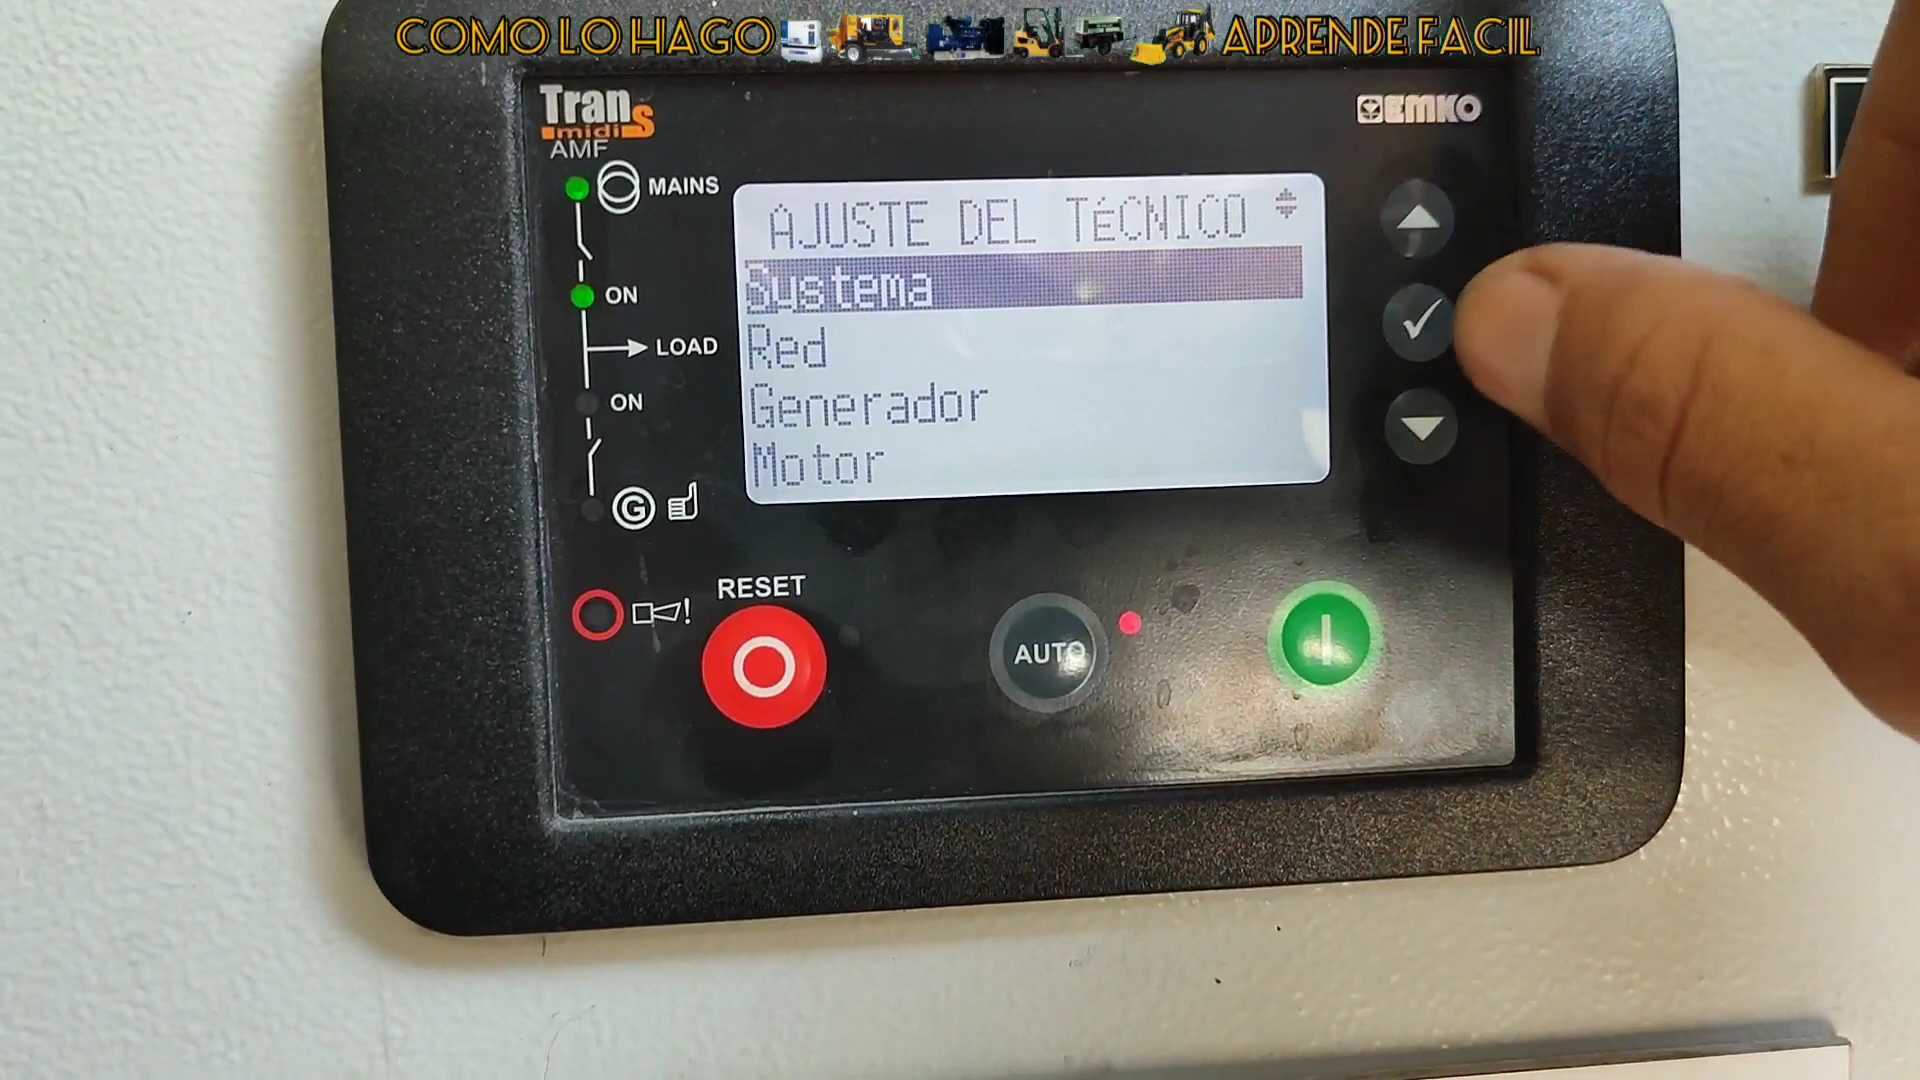 COMO LO HAGO APRENDE FACIL
Trans
midi
AMF
EMKO
MAINS
AJUSTE DEL TéCNICO
Systema
ON
Red
LOAD
Generador
ON
Motor
G
RESET
!
AUTO